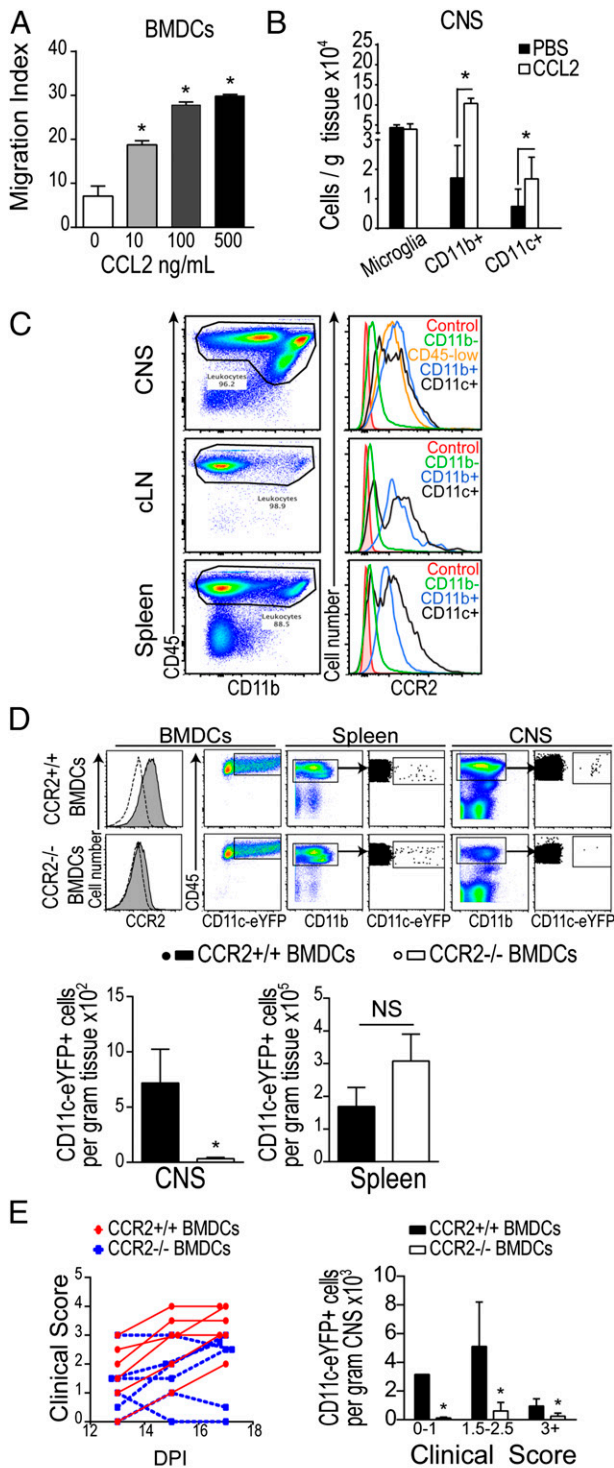 A
BMDCs
Migration Index
40
30
20
10
0
*
*
*
0 10 100 500
CCL2 ng/mL
B
CNS
PBS
CCL2
Cells / g tissue x10⁴
25
20
15
10
5
3
2
1
0
*
*
Microglia
CD11b+
CD11c+
C
CNS
Leukocytes
96.2
Control
CD11b-
CD45-low
CD11b+
CD11c+
cLN
Leukocytes
98.9
Control
CD11b-
CD11b+
CD11c+
Spleen
Leukocytes
88.5
Control
CD11b-
CD11b+
CD11c+
CD45
CD11b
Cell number
CCR2
D
BMDCs Spleen CNS
CCR2+/+
BMDCs
CCR2-/-
BMDCs
Cell number
CD45
CCR2 CD11c-eYFP CD11b CD11c-eYFP CD11b CD11c-eYFP
CCR2+/+ BMDCs CCR2-/- BMDCs
CD11c-eYFP+ cells
per gram tissue x10²
15
10
5
0
*
CNS
CD11c-eYFP+ cells
per gram tissue x10⁵
5
4
3
2
1
0
NS
Spleen
E
CCR2+/+ BMDCs
CCR2-/- BMDCs
Clinical Score
5
4
3
2
1
0
12 14 16 18
DPI
CCR2+/+ BMDCs
CCR2-/- BMDCs
CD11c-eYFP+ cells
per gram CNS x10³
10
8
6
4
2
0
*
*
*
0-1 1.5-2.5 3+
Clinical Score